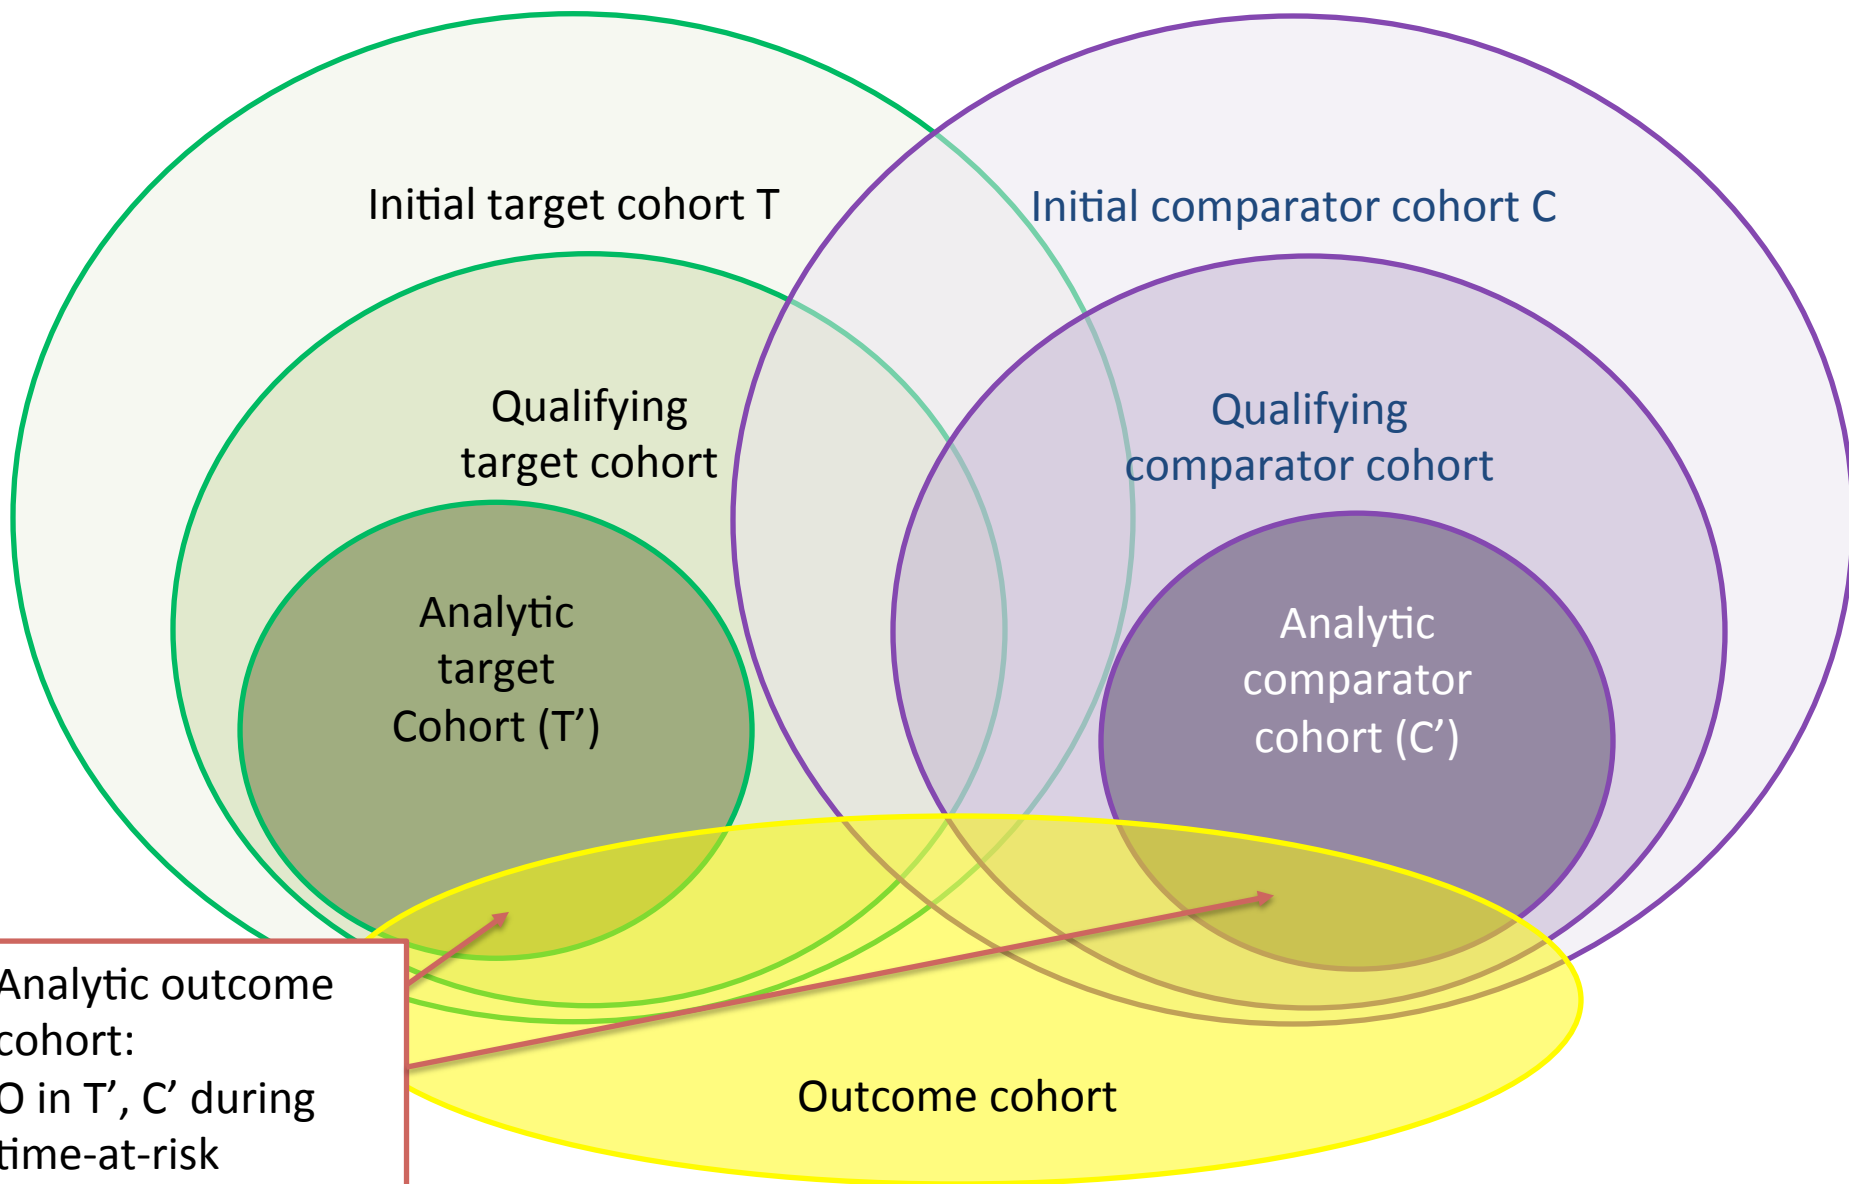 Initial target cohort T
Initial comparator cohort C
Qualifying
target cohort
Qualifying
comparator cohort
Analytic
target
Cohort (T’)
Analytic
comparator
cohort (C’)
Analytic outcome
cohort:
O in T’, C’ during
time-at-risk
Outcome cohort